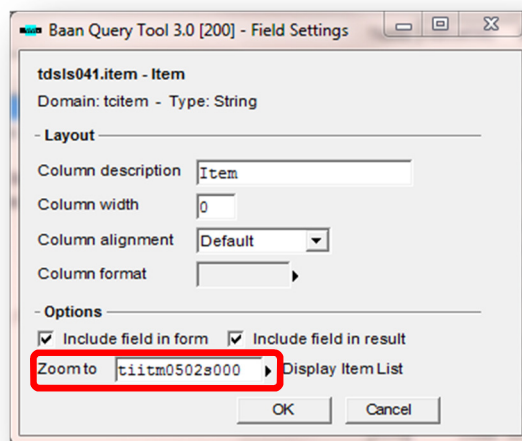 Baan Query Tool 3.0 [200] - Field Settings
tdsls041.item - Item
Domain: tcitem - Type: String
Layout
Column description Item
Column width 0
Column alignment Default
Column format
Options
Include field in form Include field in result
Zoom to tiitm0502s000 Display Item List
OK Cancel